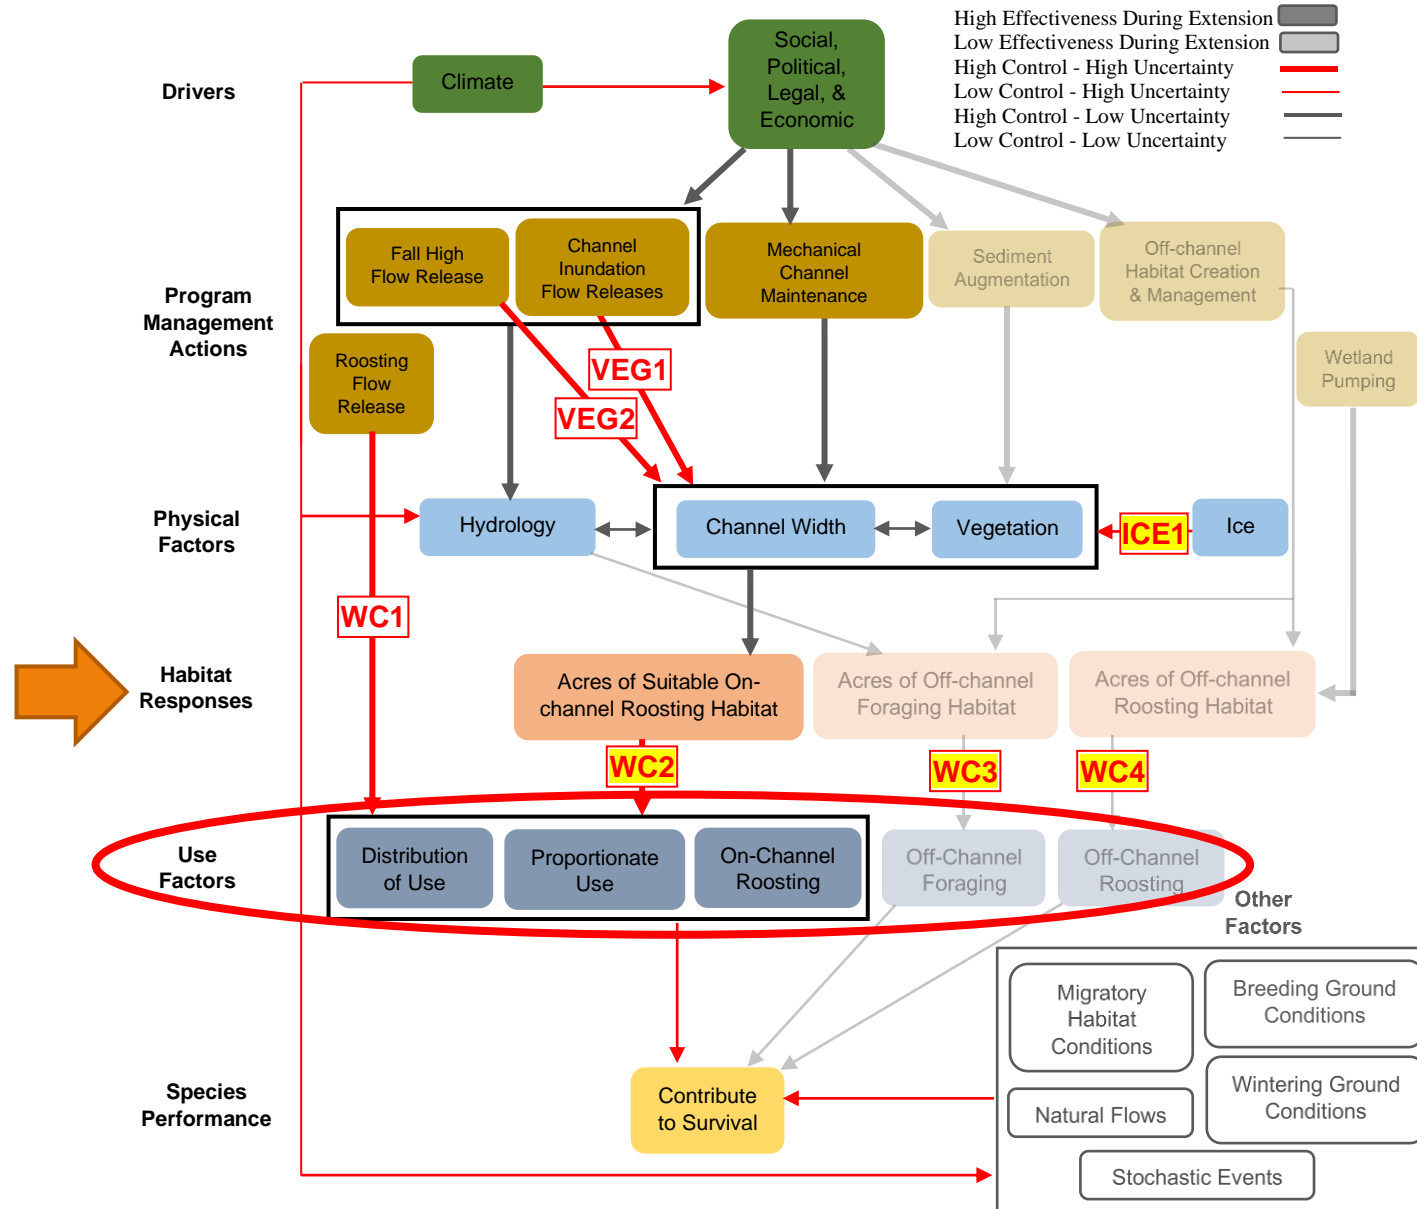 High Effectiveness During Extension
Low Effectiveness During Extension
High Control - High Uncertainty
Low Control - High Uncertainty
High Control - Low Uncertainty
Low Control - Low Uncertainty
Drivers
Climate
Social,
Political,
Legal, &
Economic
Program
Management
Actions
Fall High
Flow Release
Channel
Inundation
Flow Releases
Mechanical
Channel
Maintenance
Sediment
Augmentation
Off-channel
Habitat Creation
& Management
Roosting
Flow
Release
Wetland
Pumping
VEG1
VEG2
Physical
Factors
Hydrology
Channel Width
Vegetation
ICE1
Ice
WC1
Habitat
Responses
Acres of Suitable On-
channel Roosting Habitat
Acres of Off-channel
Foraging Habitat
Acres of Off-channel
Roosting Habitat
WC2
WC3
WC4
Use
Factors
Distribution
of Use
Proportionate
Use
On-Channel
Roosting
Off-Channel
Foraging
Off-Channel
Roosting
Other
Factors
Migratory
Habitat
Conditions
Breeding Ground
Conditions
Species
Performance
Contribute
to Survival
Natural Flows
Wintering Ground
Conditions
Stochastic Events